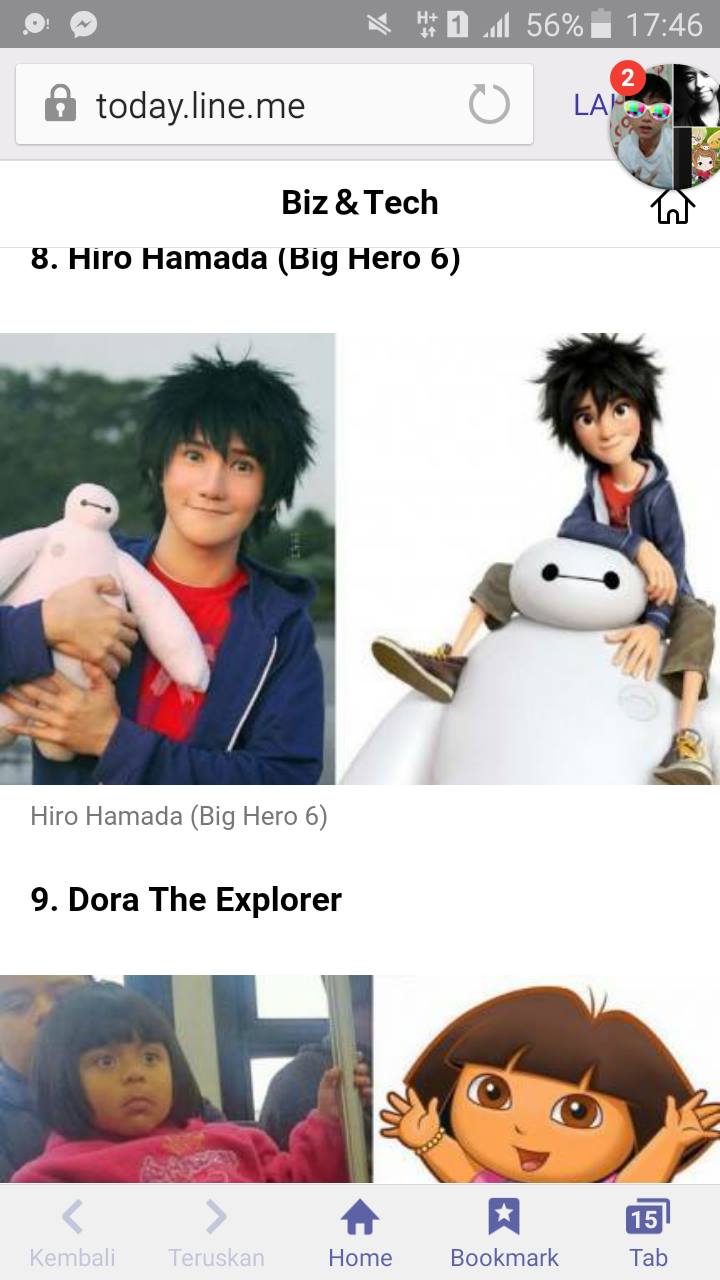 H+ 1 56% 17:46
today.line.me
2
Biz & Tech
8. Hiro Hamada (Big Hero 6)
Hiro Hamada (Big Hero 6)
9. Dora The Explorer
15
Kembali Teruskan Home Bookmark Tab